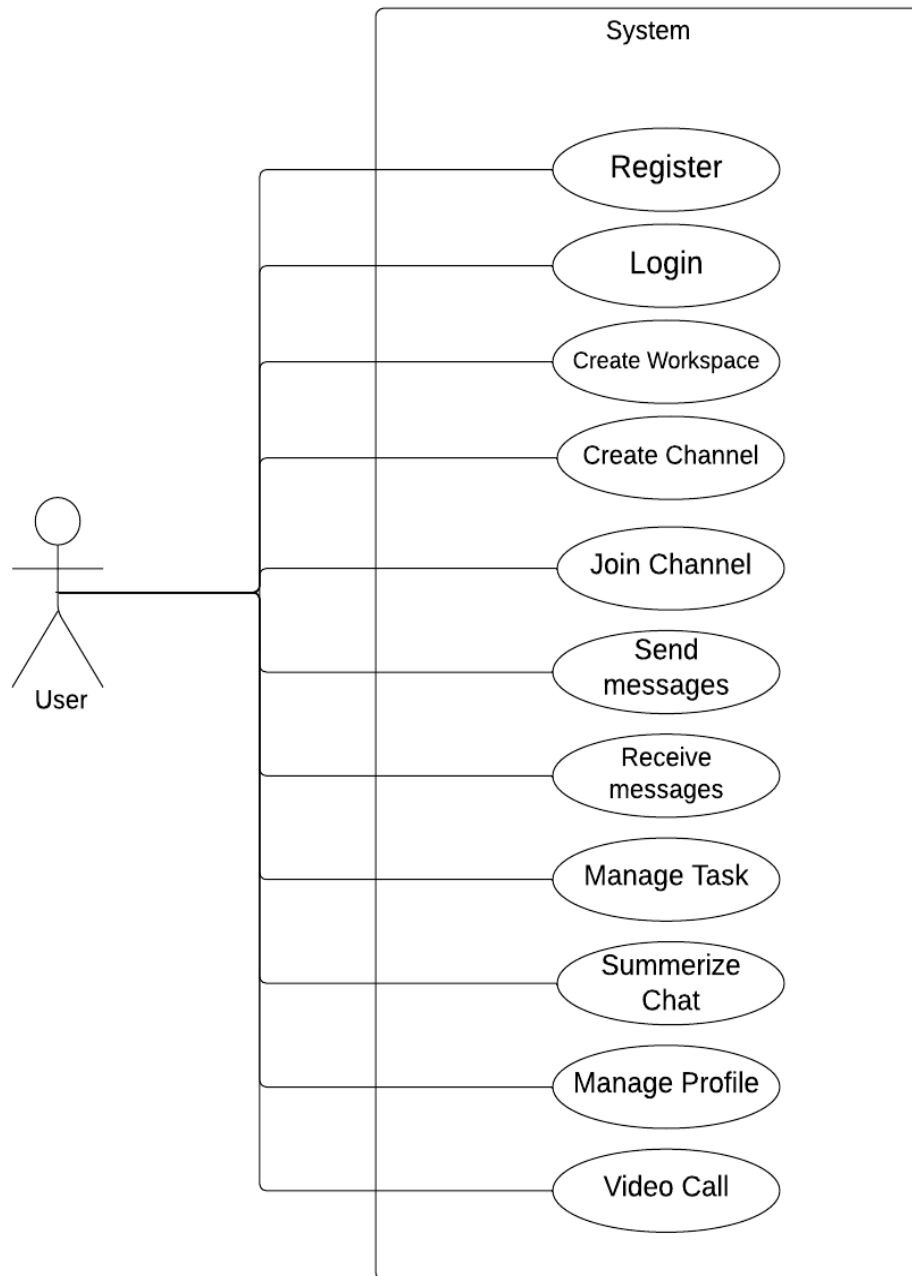 System
Register
Login
Create Workspace
Create Channel
Join Channel
Send
messages
User
Receive
messages
Manage Task
Summerize
Chat
Manage Profile
Video Call